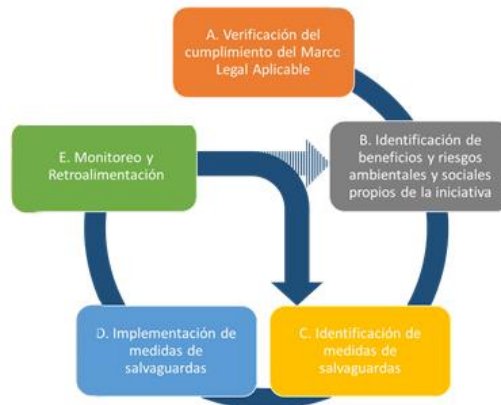 A. Verificación del
cumplimiento del Marco
Legal Aplicable
B. Identificación de
beneficios y riesgos
ambientales y sociales
propios de la iniciativa
E. Monitoreo y
Retroalimentación
D. Implementación de
medidas de
salvaguardas
C. Identificación de
medidas de
salvaguardas